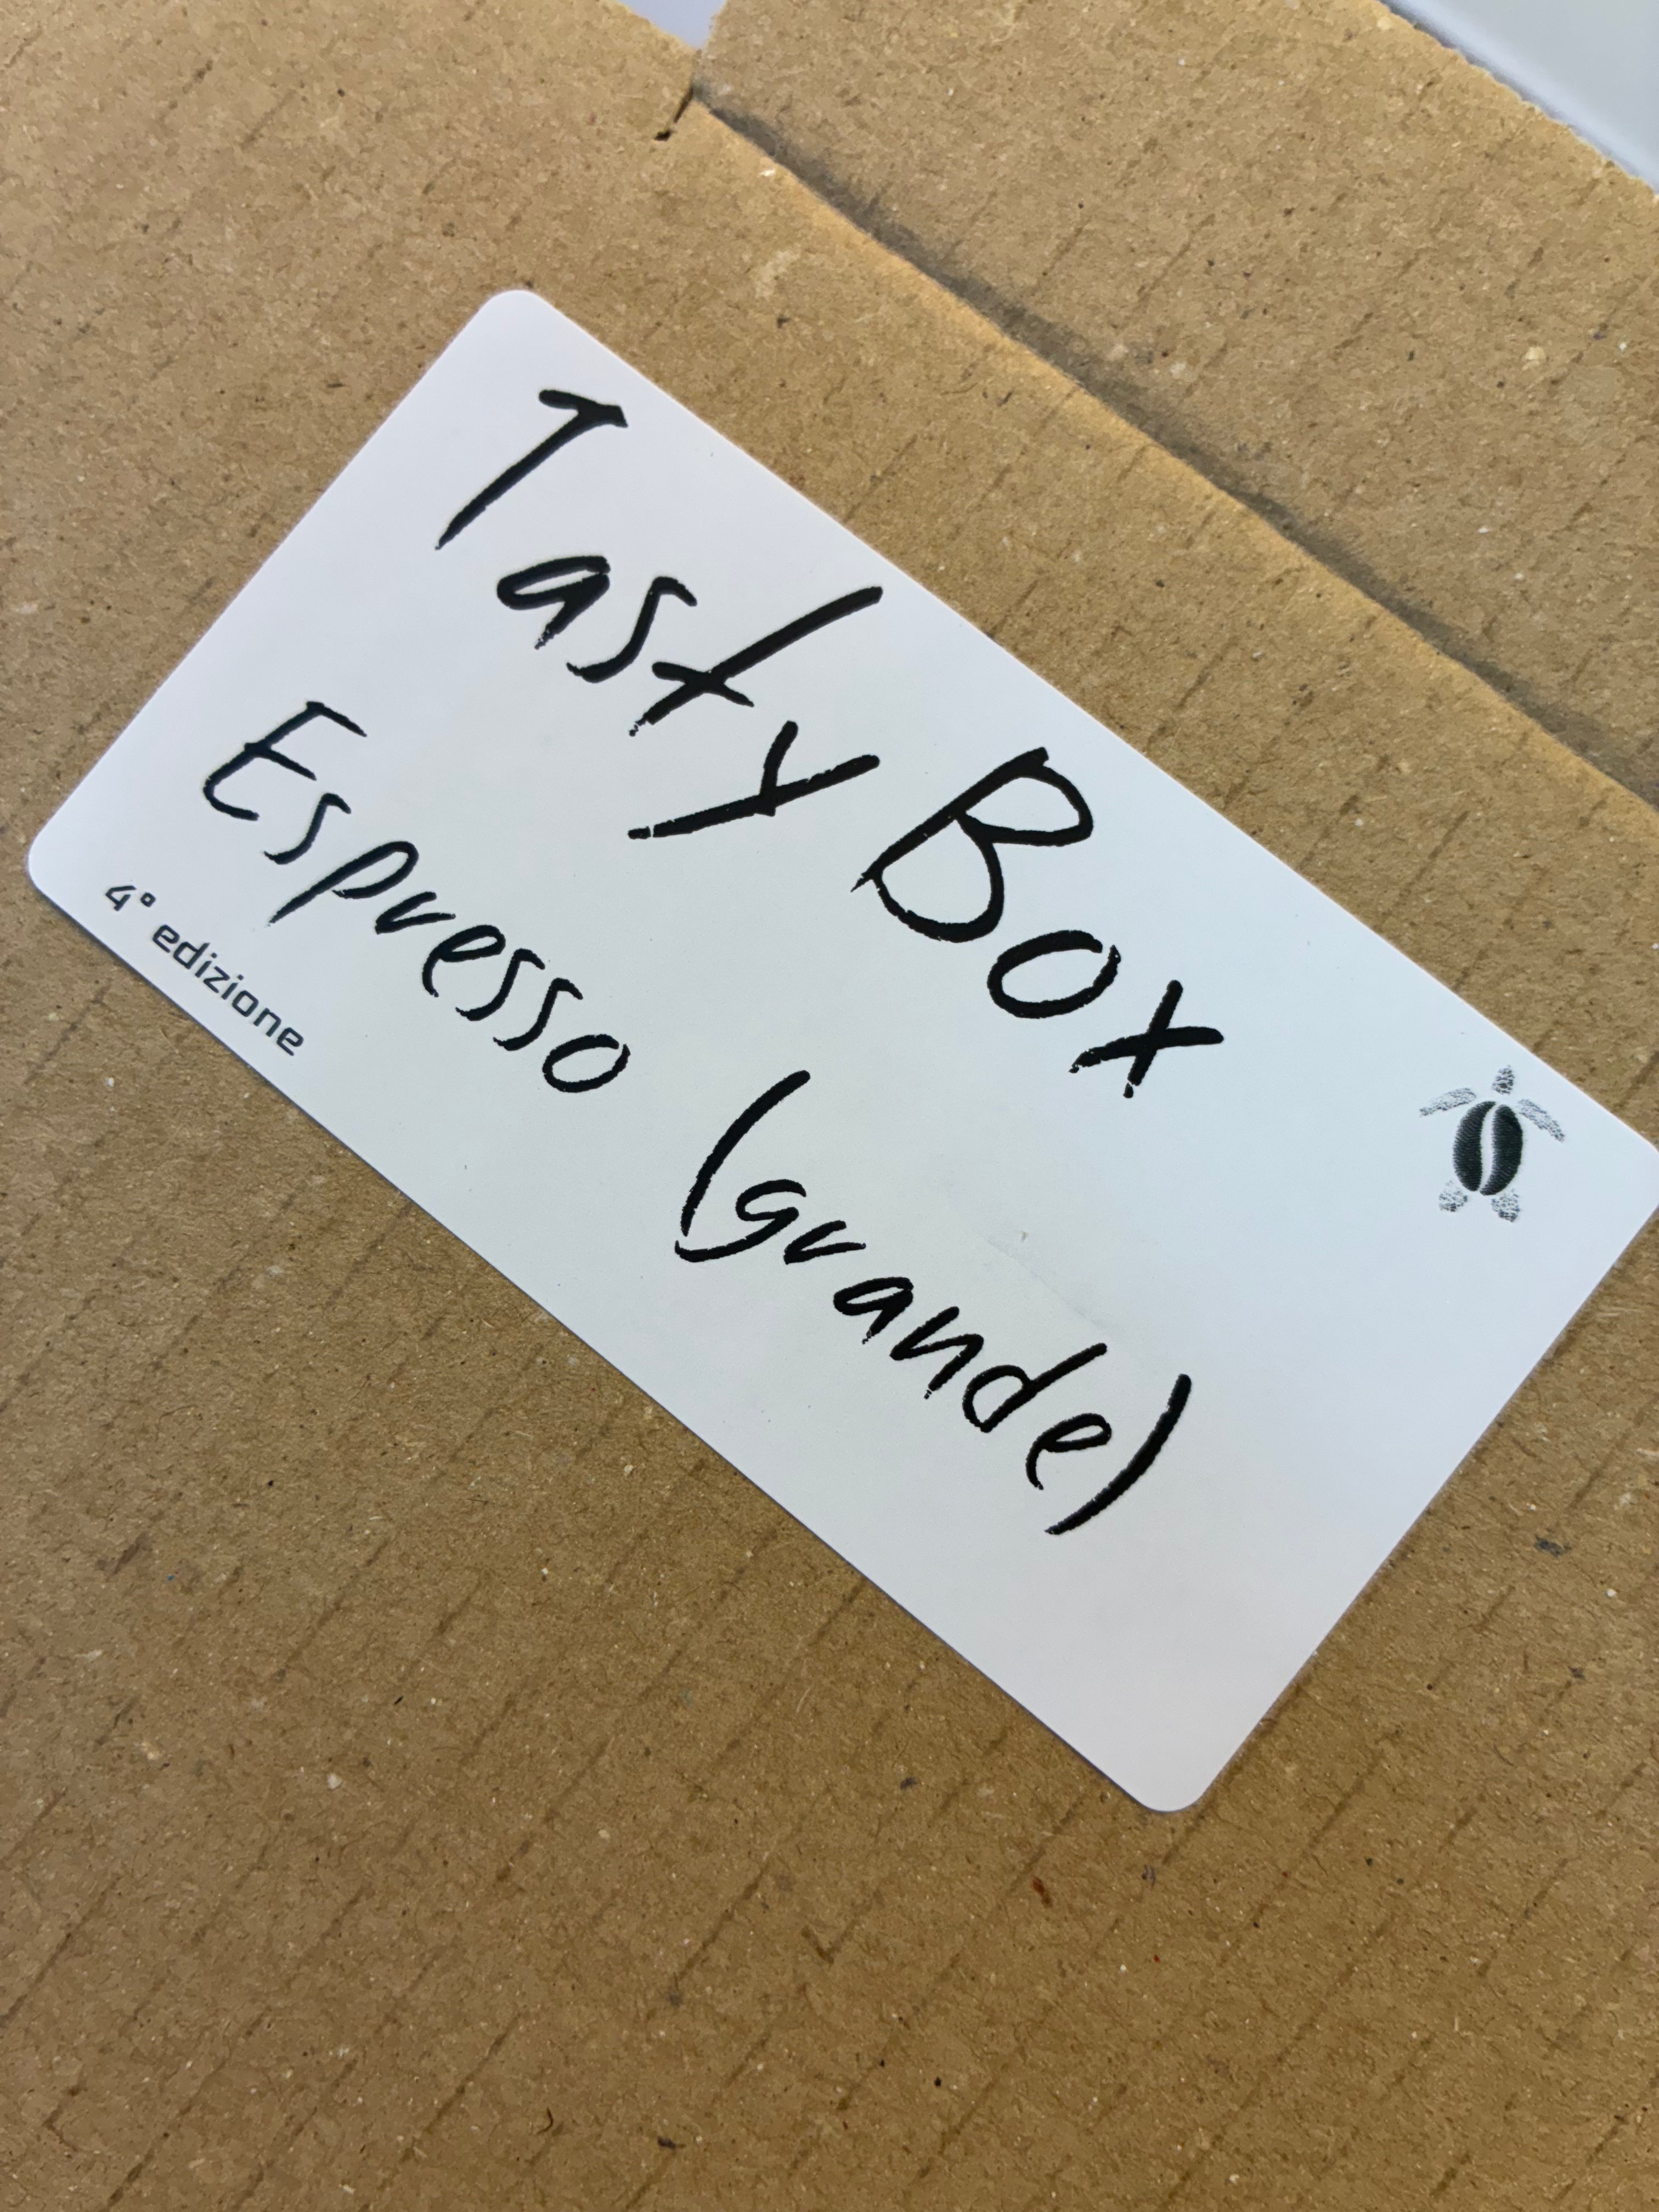 Tasty Box
Espresso (grande)
4° edizione